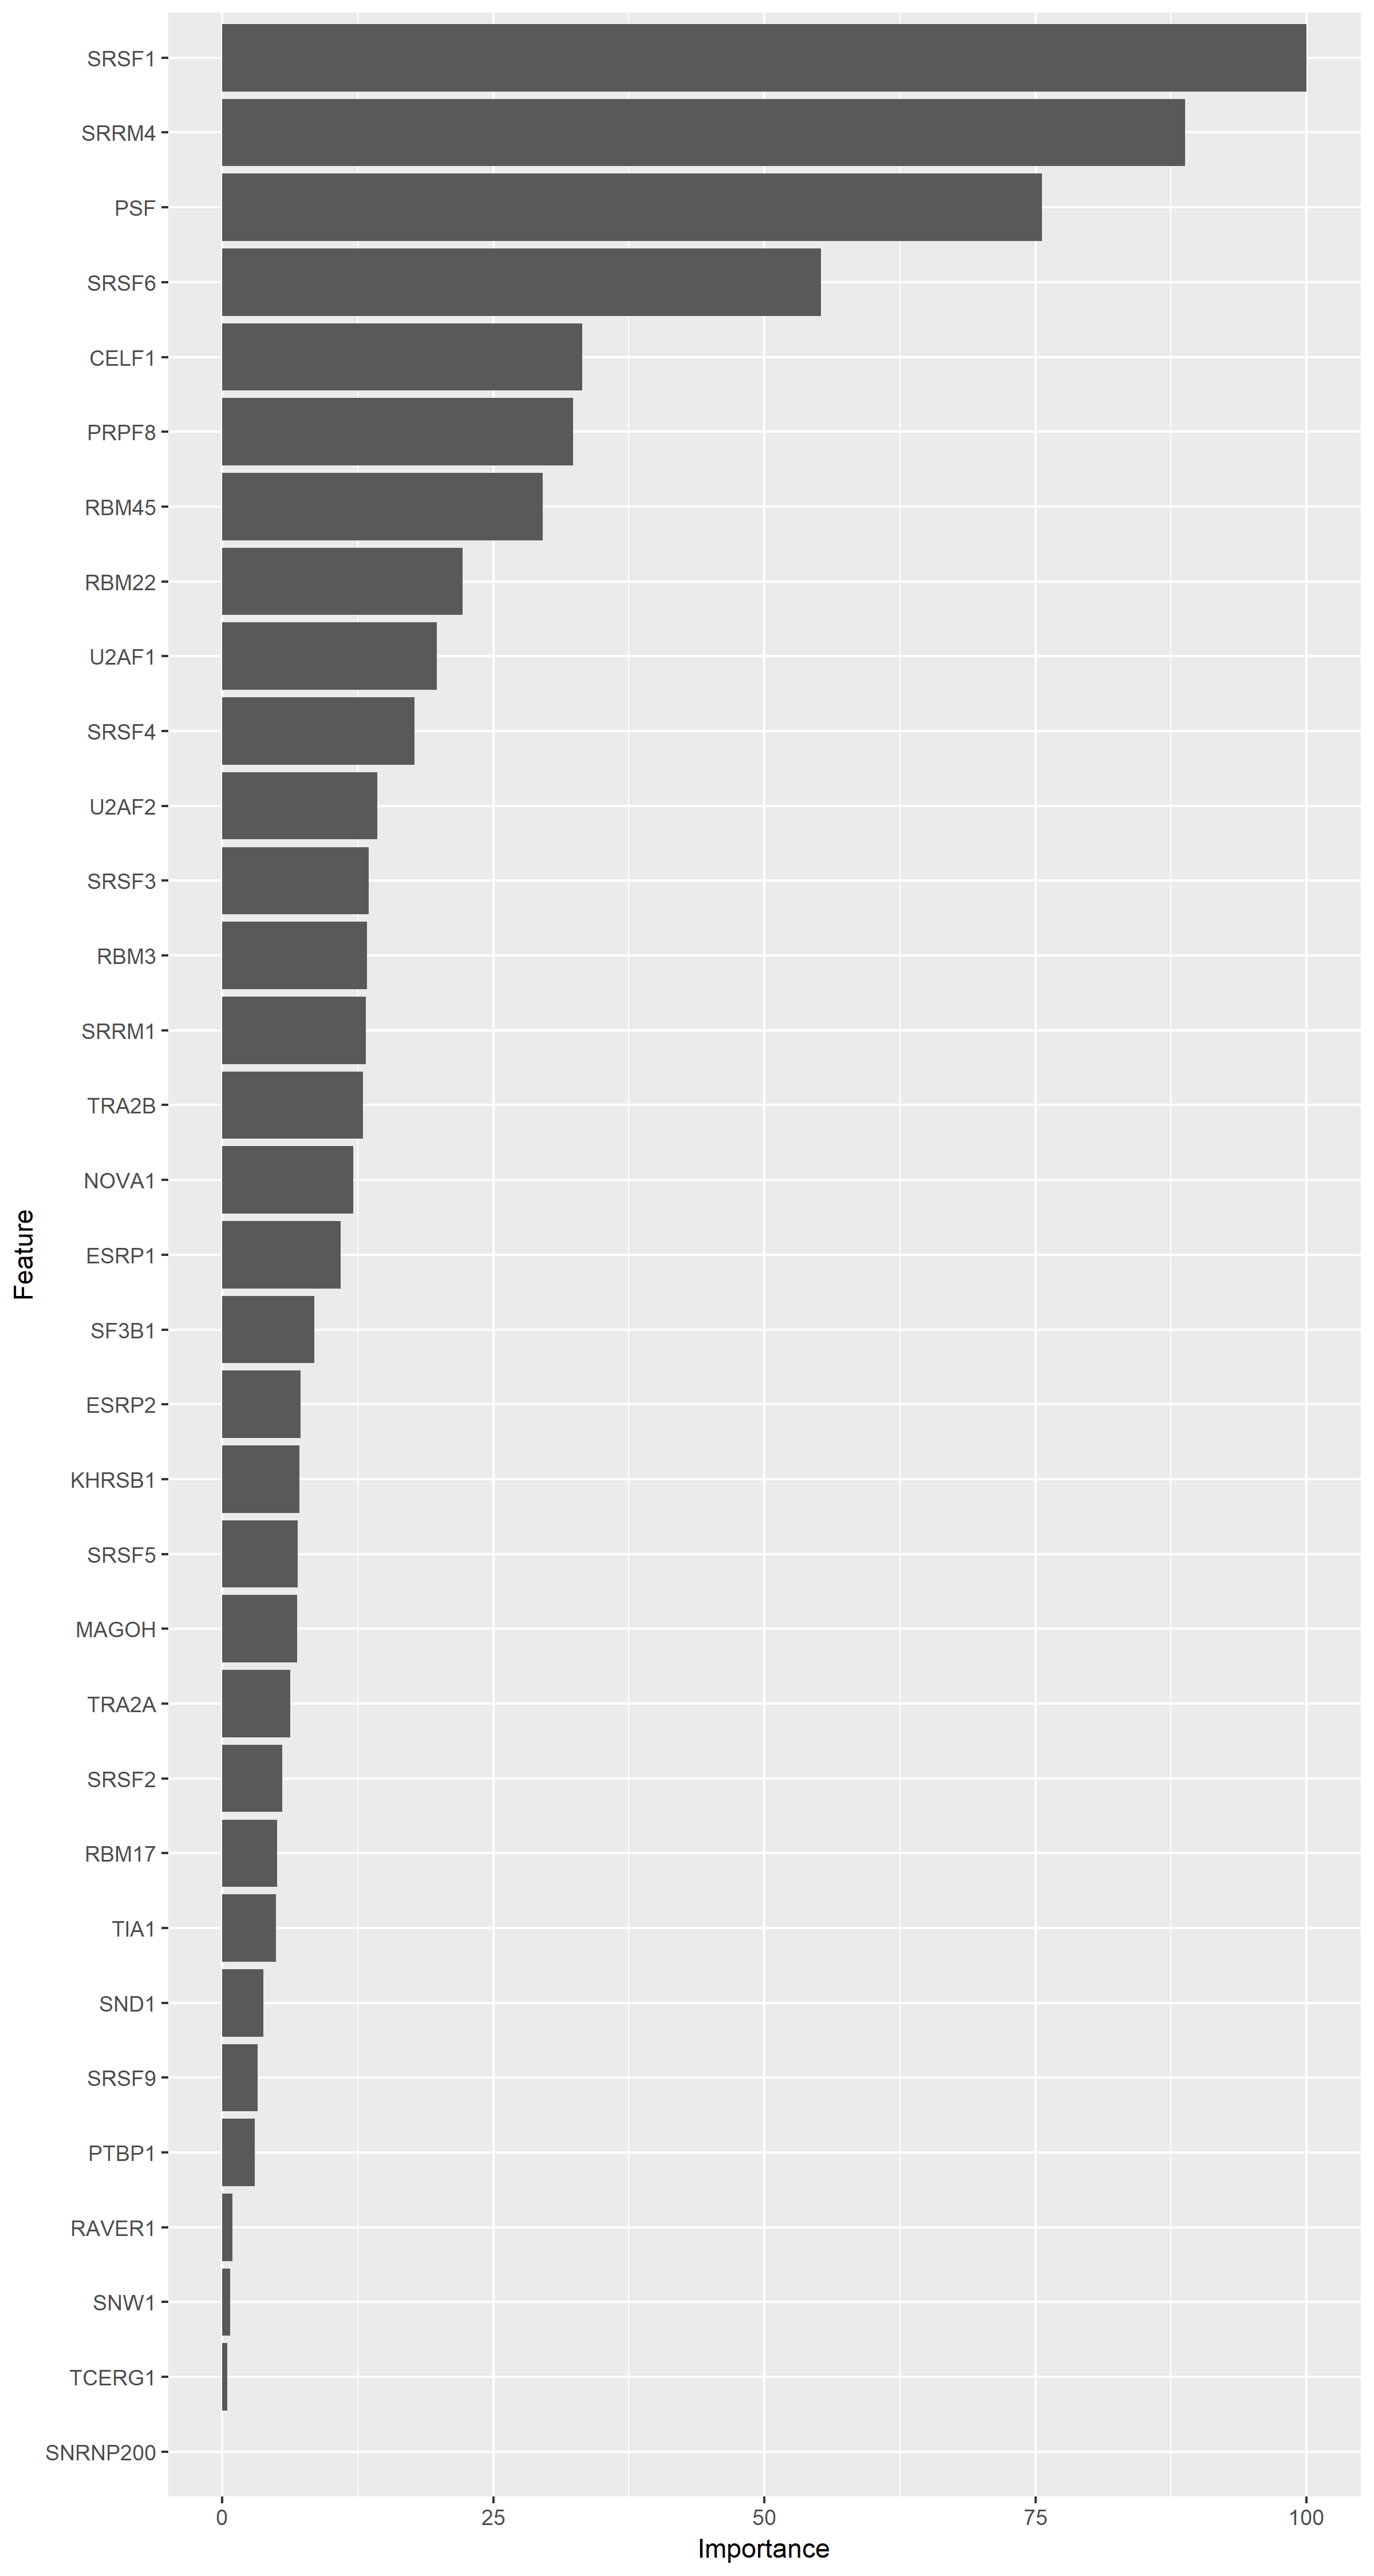 SRSF1
SRRM4
PSF
SRSF6
CELF1
PRPF8
RBM45
RBM22
U2AF1
SRSF4
U2AF2
SRSF3
RBM3
SRRM1
TRA2B
NOVA1
ESRP1
SF3B1
ESRP2
KHRSB1
SRSF5
MAGOH
TRA2A
SRSF2
RBM17
TIA1
SND1
SRSF9
PTBP1
RAVER1
SNW1
TCERG1
SNRNP200
Feature
0 25 50 75 100
Importance